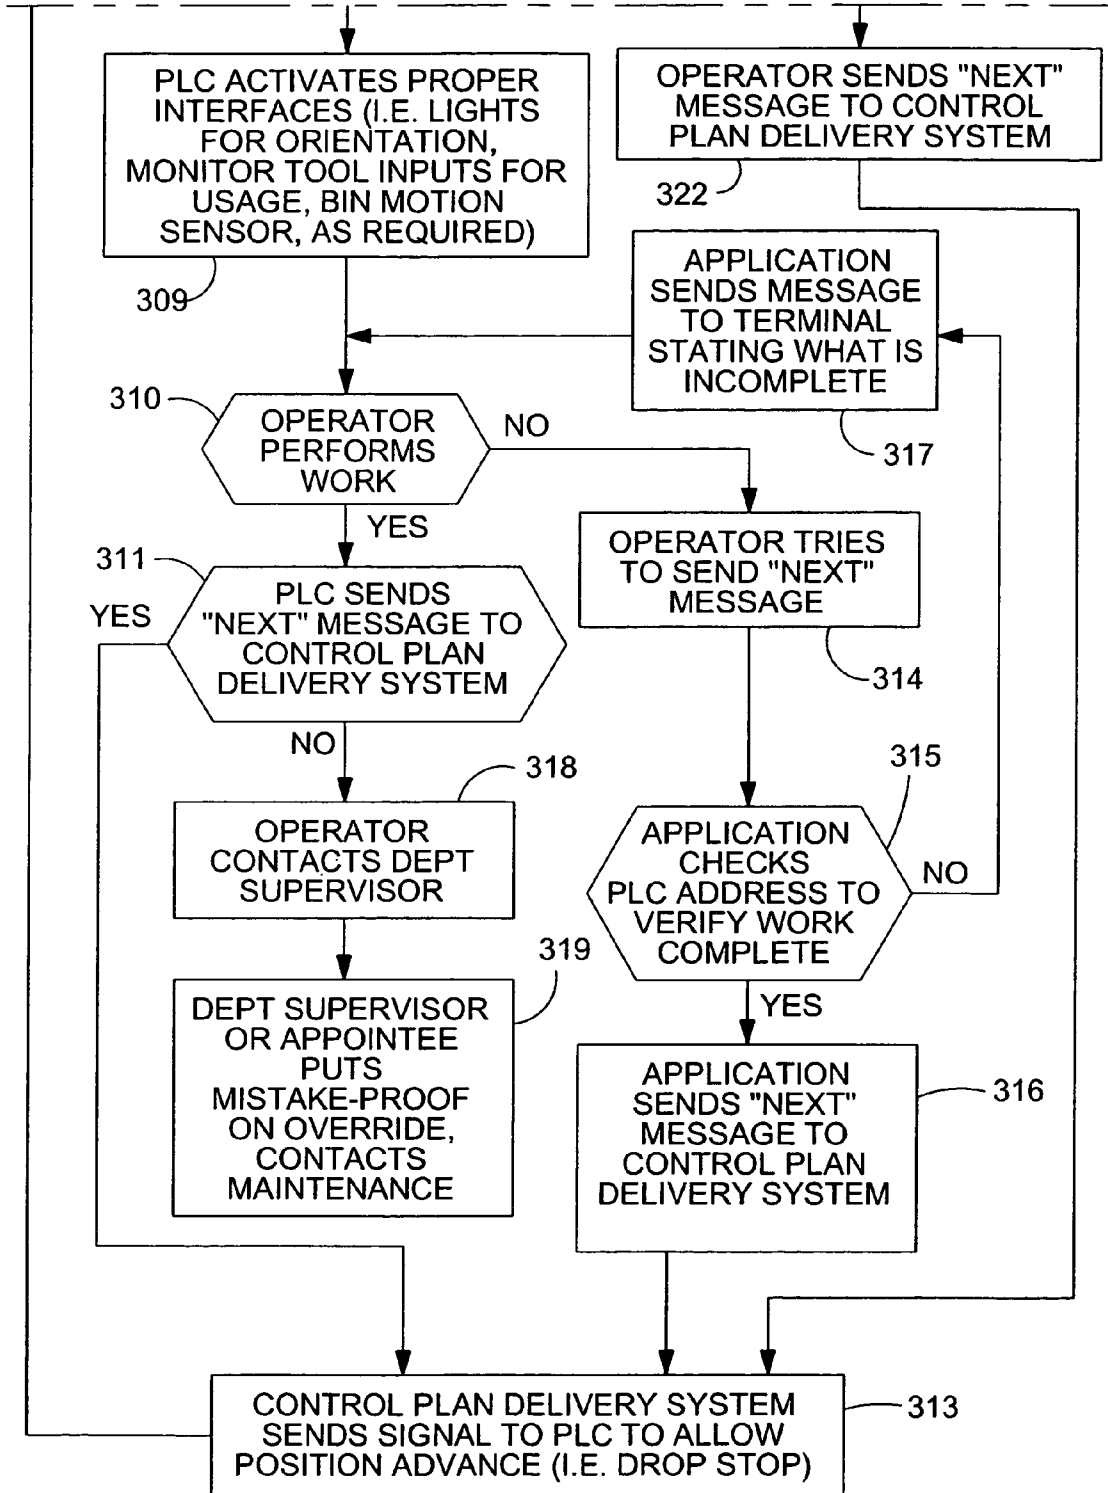 PLC ACTIVATES PROPER
INTERFACES (I.E. LIGHTS
FOR ORIENTATION,
MONITOR TOOL INPUTS FOR
USAGE, BIN MOTION
SENSOR, AS REQUIRED)
309
OPERATOR SENDS "NEXT"
MESSAGE TO CONTROL
PLAN DELIVERY SYSTEM
322
APPLICATION
SENDS MESSAGE
TO TERMINAL
STATING WHAT IS
INCOMPLETE
317
310
OPERATOR
PERFORMS
WORK
NO
YES
311
PLC SENDS
"NEXT" MESSAGE TO
CONTROL PLAN
DELIVERY SYSTEM
YES
NO
OPERATOR TRIES
TO SEND "NEXT"
MESSAGE
314
318
OPERATOR
CONTACTS DEPT
SUPERVISOR
315
APPLICATION
CHECKS
PLC ADDRESS TO
VERIFY WORK
COMPLETE
NO
YES
319
DEPT SUPERVISOR
OR APPOINTEE
PUTS
MISTAKE-PROOF
ON OVERRIDE,
CONTACTS
MAINTENANCE
APPLICATION
SENDS "NEXT"
MESSAGE TO
CONTROL PLAN
DELIVERY SYSTEM
316
CONTROL PLAN DELIVERY SYSTEM
SENDS SIGNAL TO PLC TO ALLOW
POSITION ADVANCE (I.E. DROP STOP)
313